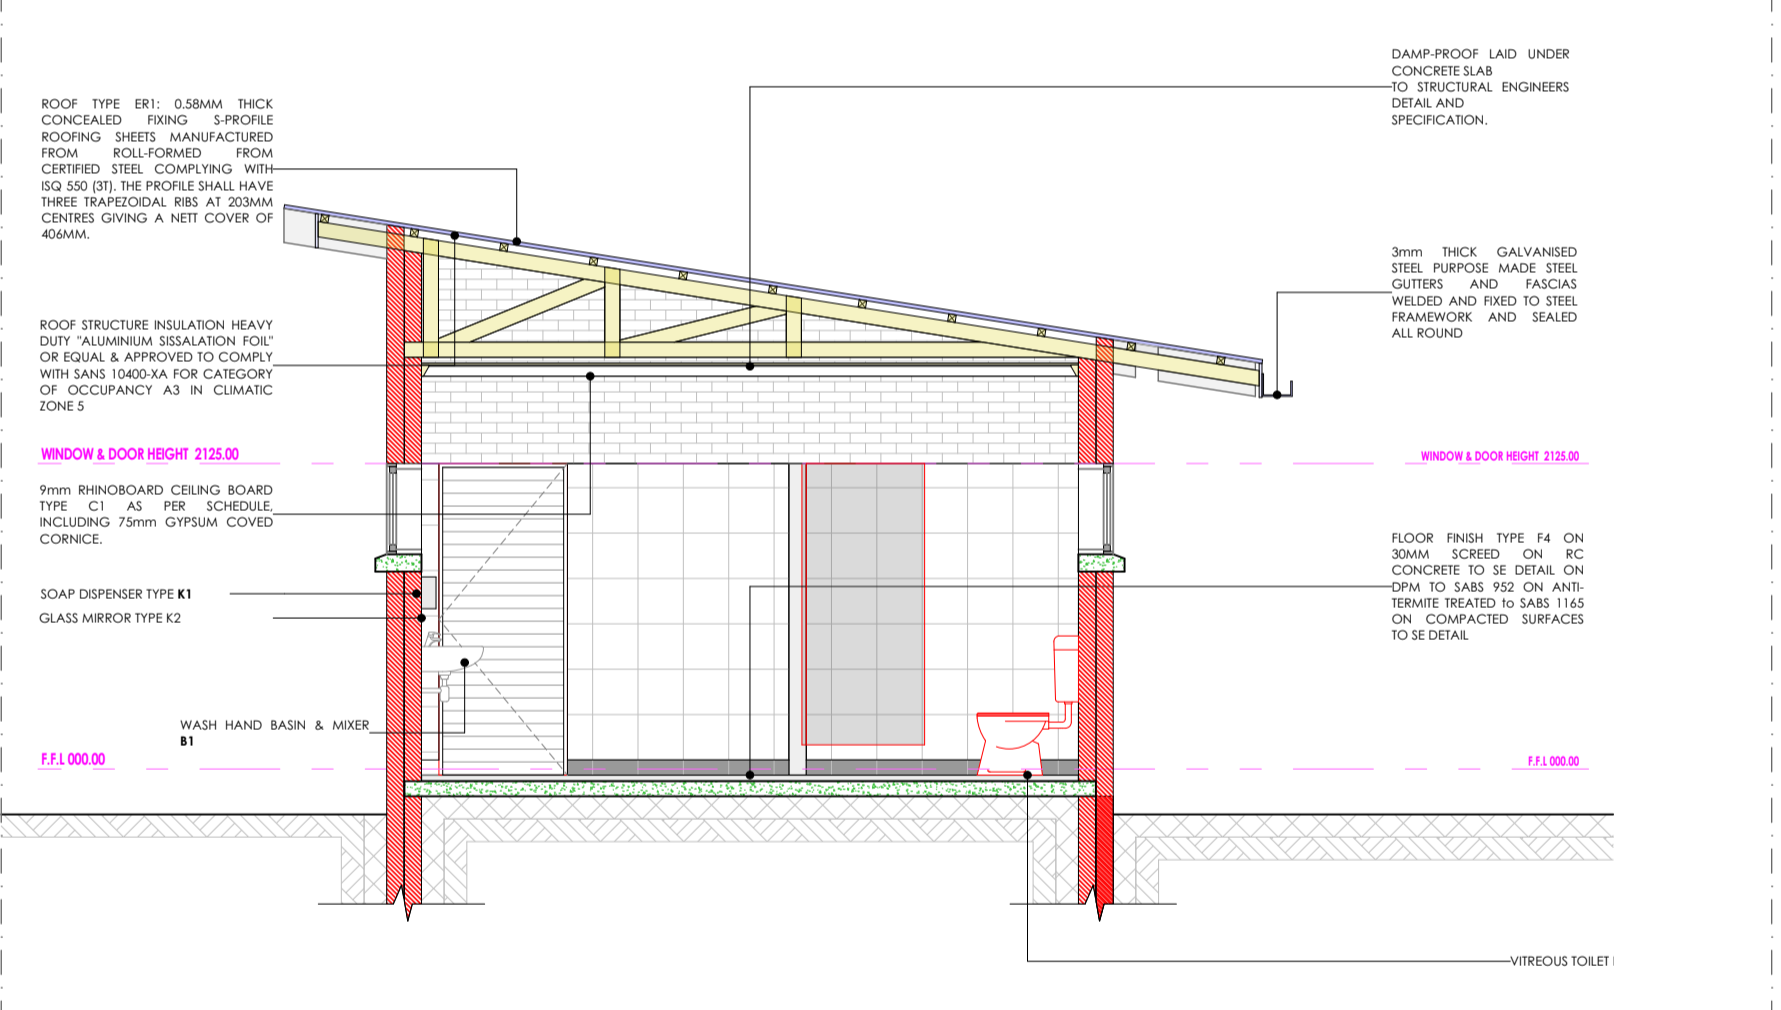 ROOF TYPE ER1: 0.58MM THICK
CONCEALED FIXING S-PROFILE
ROOFING SHEETS MANUFACTURED
FROM ROLL-FORMED FROM
CERTIFIED STEEL COMPLYING WITH
ISQ 550 (3T). THE PROFILE SHALL HAVE
THREE TRAPEZOIDAL RIBS AT 203MM
CENTRES GIVING A NETT COVER OF
406MM.
ROOF STRUCTURE INSULATION HEAVY
DUTY "ALUMINIUM SISSALATION FOIL"
OR EQUAL & APPROVED TO COMPLY
WITH SANS 10400-XA FOR CATEGORY
OF OCCUPANCY A3 IN CLIMATIC
ZONE 5
WINDOW & DOOR HEIGHT 2125.00
9mm RHINOBOARD CEILING BOARD
TYPE C1 AS PER SCHEDULE,
INCLUDING 75mm GYPSUM COVED
CORNICE.
SOAP DISPENSER TYPE K1
GLASS MIRROR TYPE K2
WASH HAND BASIN & MIXER
B1
F.F.L 000.00
DAMP-PROOF LAID UNDER
CONCRETE SLAB
TO STRUCTURAL ENGINEERS
DETAIL AND
SPECIFICATION.
3mm THICK GALVANISED
STEEL PURPOSE MADE STEEL
GUTTERS AND FASCIAS
WELDED AND FIXED TO STEEL
FRAMEWORK AND SEALED
ALL ROUND
WINDOW & DOOR HEIGHT 2125.00
FLOOR FINISH TYPE F4 ON
30MM SCREED ON RC
CONCRETE TO SE DETAIL ON
DPM TO SABS 952 ON ANTI-
TERMITE TREATED to SABS 1165
ON COMPACTED SURFACES
TO SE DETAIL
F.F.L 000.00
VITREOUS TOILET